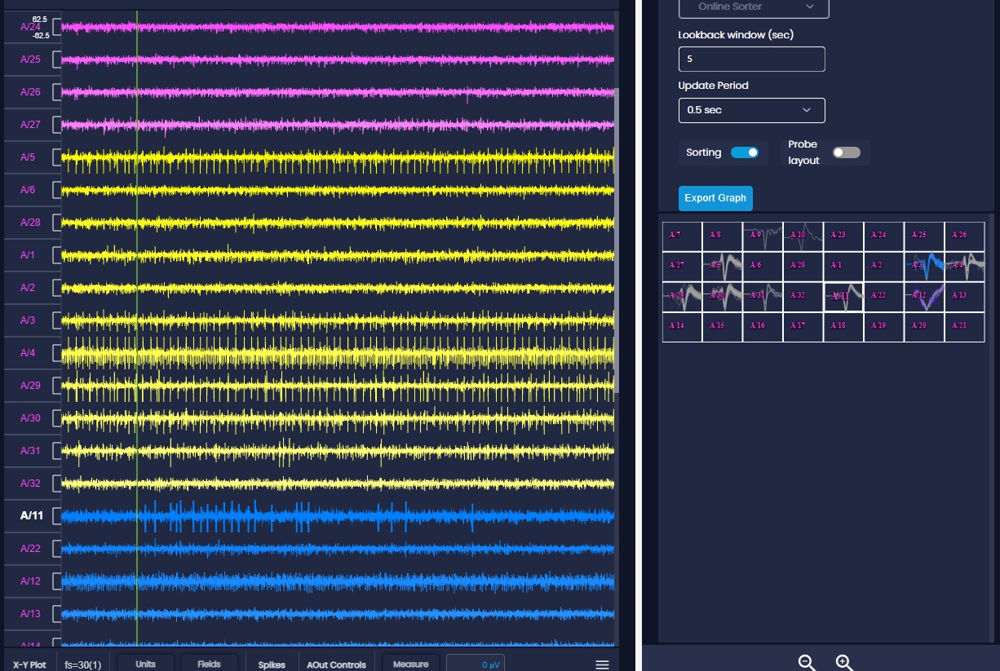 62.5
A/24
-62.5
A/25
A/26
A/27
A/5
A/6
A/28
A/1
A/2
A/3
A/4
A/29
A/30
A/31
A/32
A/11
A/22
A/12
A/13
A/14
X-Y Plot fs=30(1) Units Fields Spikes AOut Controls Measure 0 µV
Online Sorter
Lookback window (sec)
5
Update Period
0.5 sec
Sorting Probe layout
Export Graph
A/7 A/8 A/9 A/10 A/23 A/24 A/25 A/26
A/27 A/5 A/6 A/28 A/1 A/2 A/3 A/4
A/29 A/30 A/31 A/32 A/11 A/22 A/12 A/13
A/14 A/15 A/16 A/17 A/18 A/19 A/20 A/21